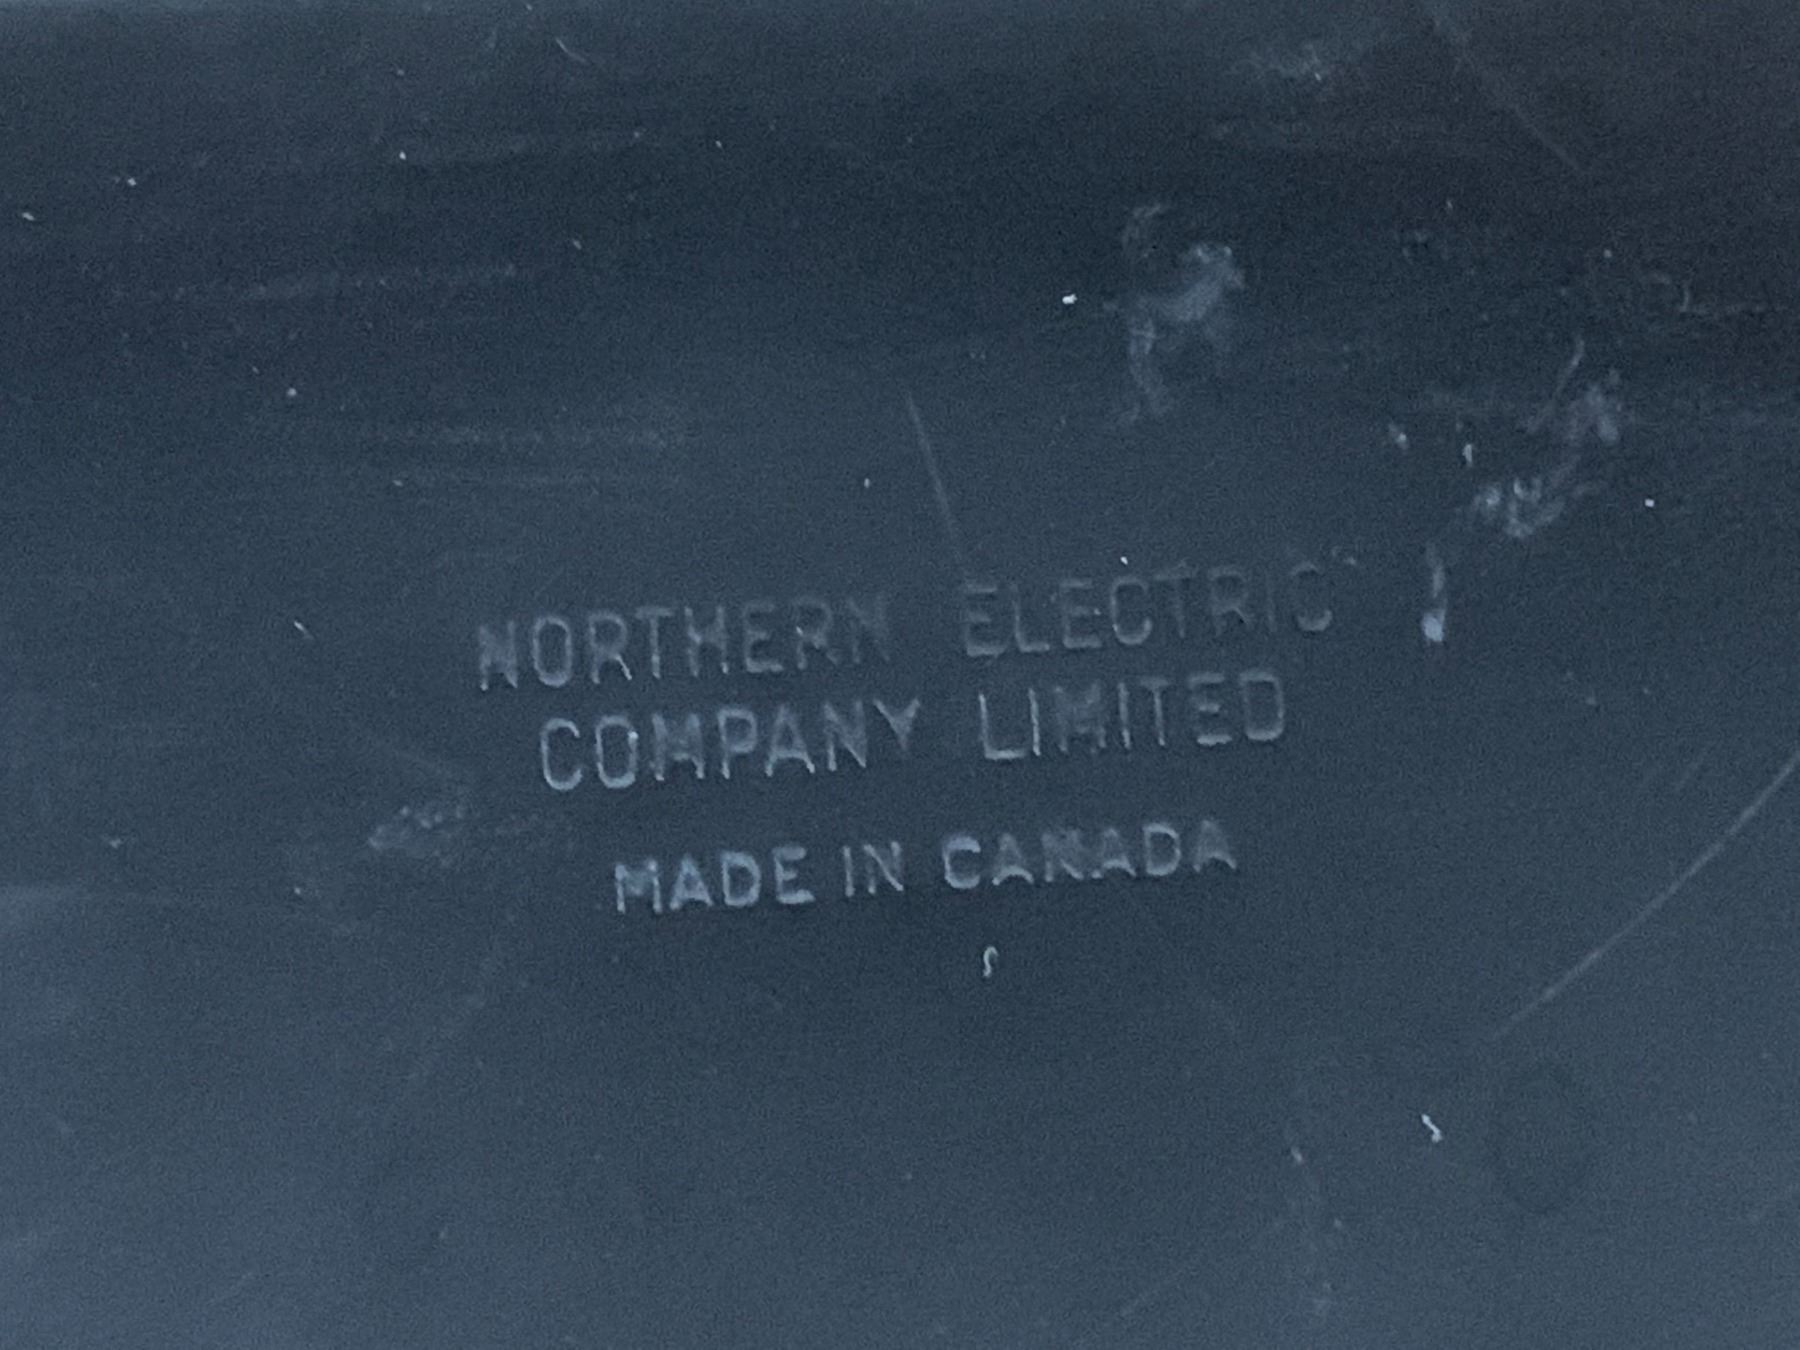 NORTHERN ELECTRIC
COMPANY LIMITED
MADE IN CANADA